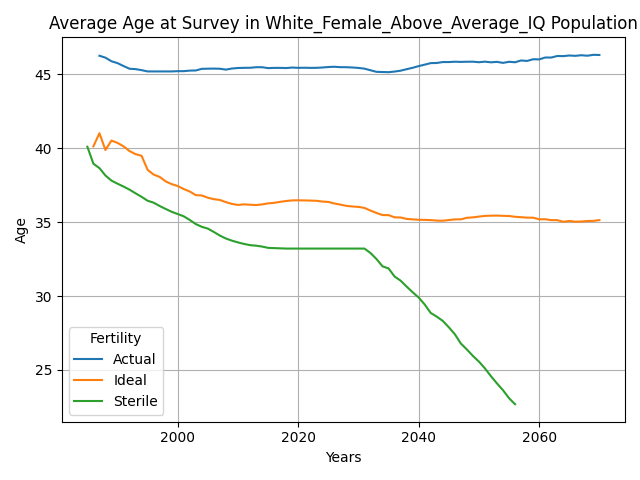 Average Age at Survey in White_Female_Above_Average_IQ Population
Age
45
40
35
30
25
Fertility
Actual
Ideal
Sterile
2000 2020 2040 2060
Years